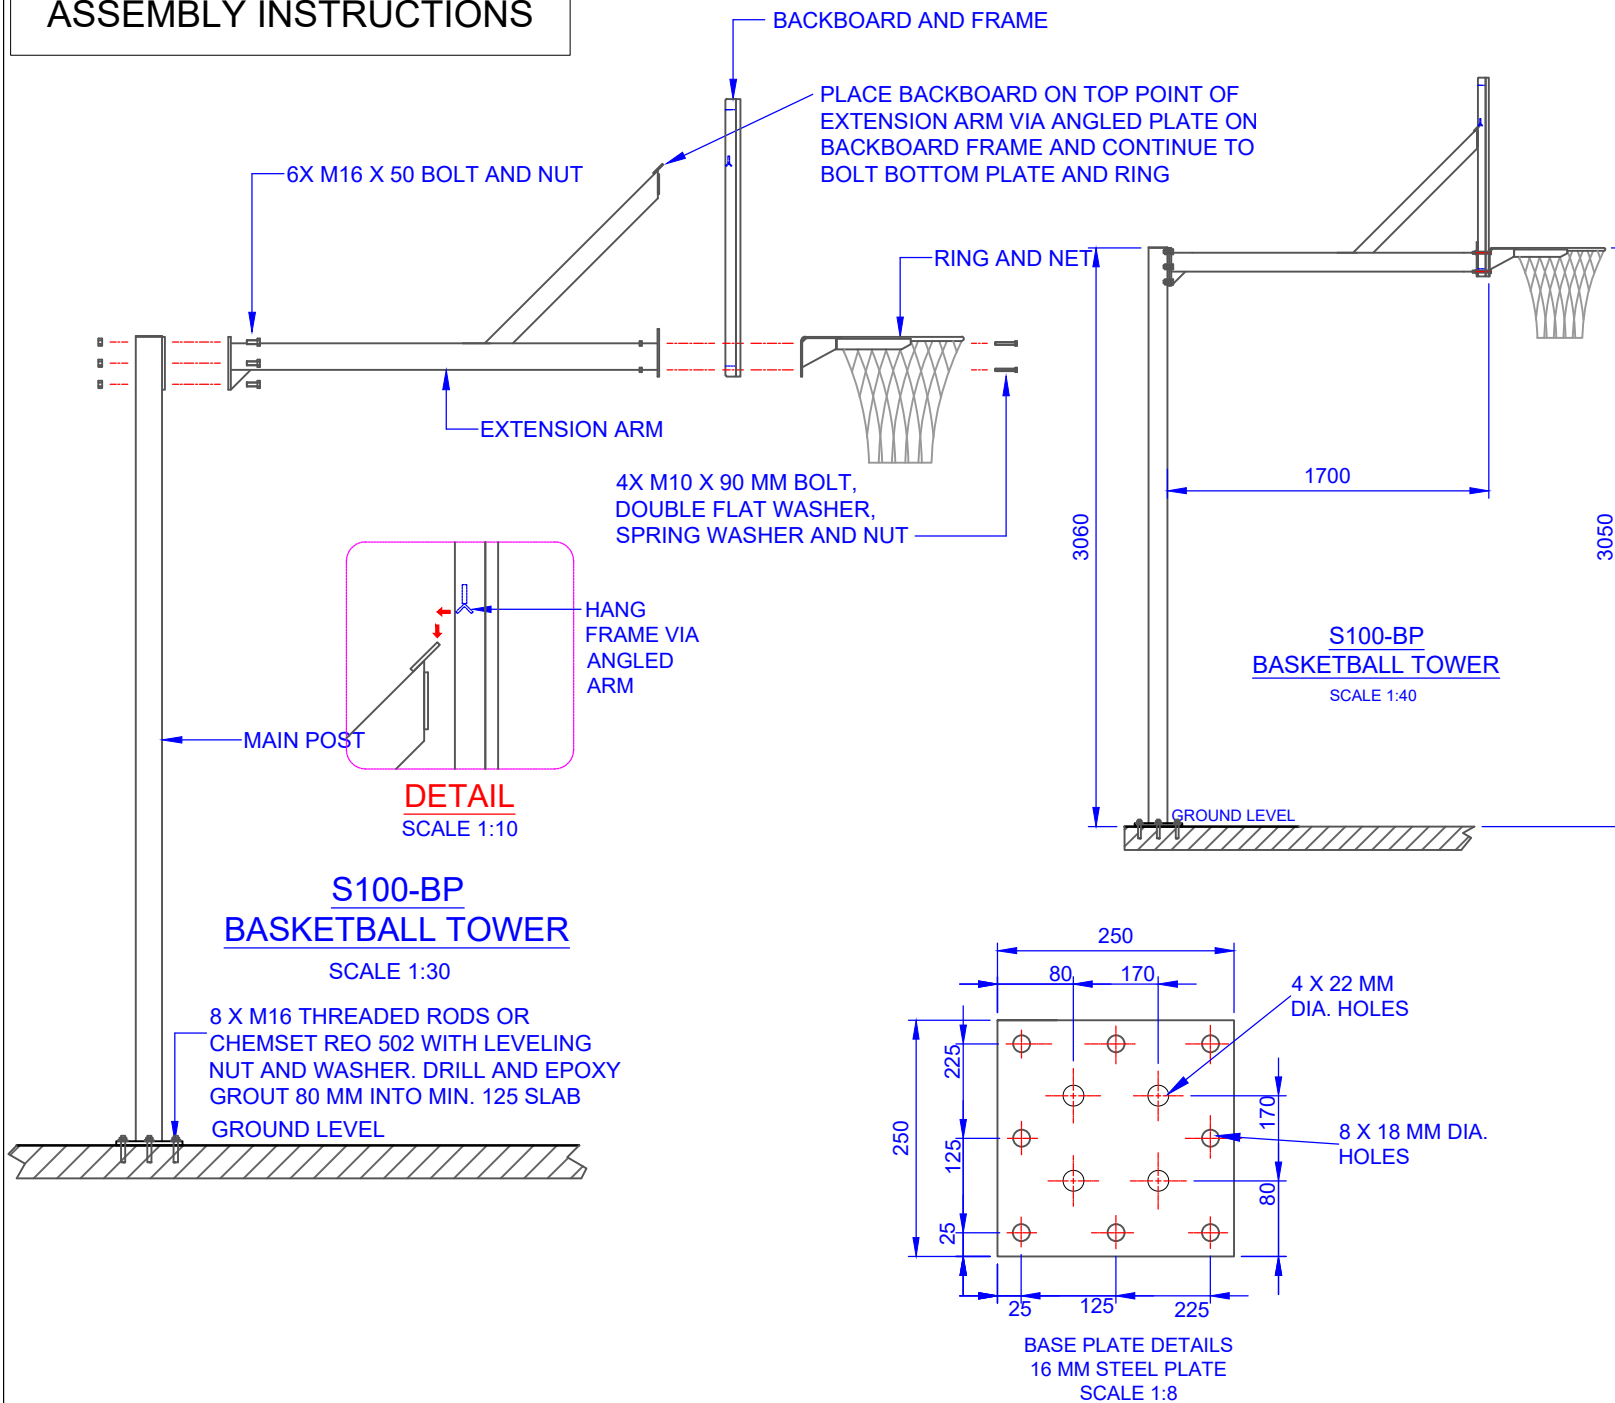 ASSEMBLY INSTRUCTIONS
BACKBOARD AND FRAME
PLACE BACKBOARD ON TOP POINT OF
EXTENSION ARM VIA ANGLED PLATE ON
BACKBOARD FRAME AND CONTINUE TO
BOLT BOTTOM PLATE AND RING
6X M16 X 50 BOLT AND NUT
RING AND NET
EXTENSION ARM
4X M10 X 90 MM BOLT,
DOUBLE FLAT WASHER,
SPRING WASHER AND NUT
1700
3060
3050
HANG
FRAME VIA
ANGLED
ARM
MAIN POST
DETAIL
SCALE 1:10
S100-BP
BASKETBALL TOWER
SCALE 1:40
GROUND LEVEL
S100-BP
BASKETBALL TOWER
SCALE 1:30
8 X M16 THREADED RODS OR
CHEMSET REO 502 WITH LEVELING
NUT AND WASHER. DRILL AND EPOXY
GROUT 80 MM INTO MIN. 125 SLAB
GROUND LEVEL
250
80
170
4 X 22 MM
DIA. HOLES
225
250
125
25
170
80
8 X 18 MM DIA.
HOLES
25
125
225
BASE PLATE DETAILS
16 MM STEEL PLATE
SCALE 1:8